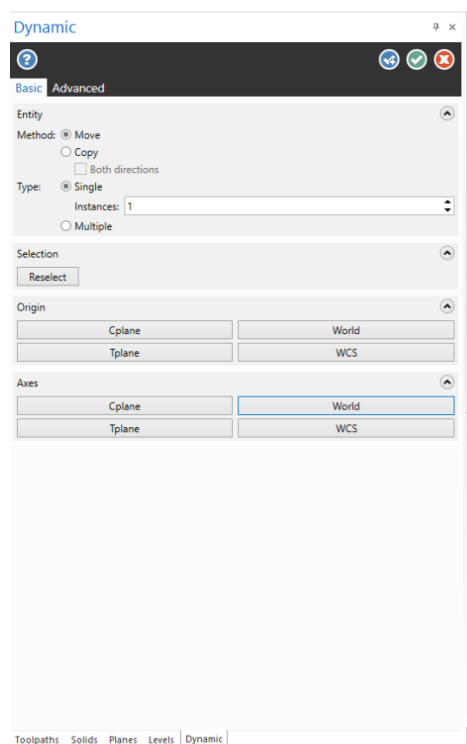 Dynamic
?
Basic Advanced
Entity
Method: Move
Copy
Both directions
Type: Single
Instances: 1
Multiple
Selection
Reselect
Origin
Cplane World
Tplane WCS
Axes
Cplane World
Tplane WCS
Toolpaths Solids Planes Levels Dynamic